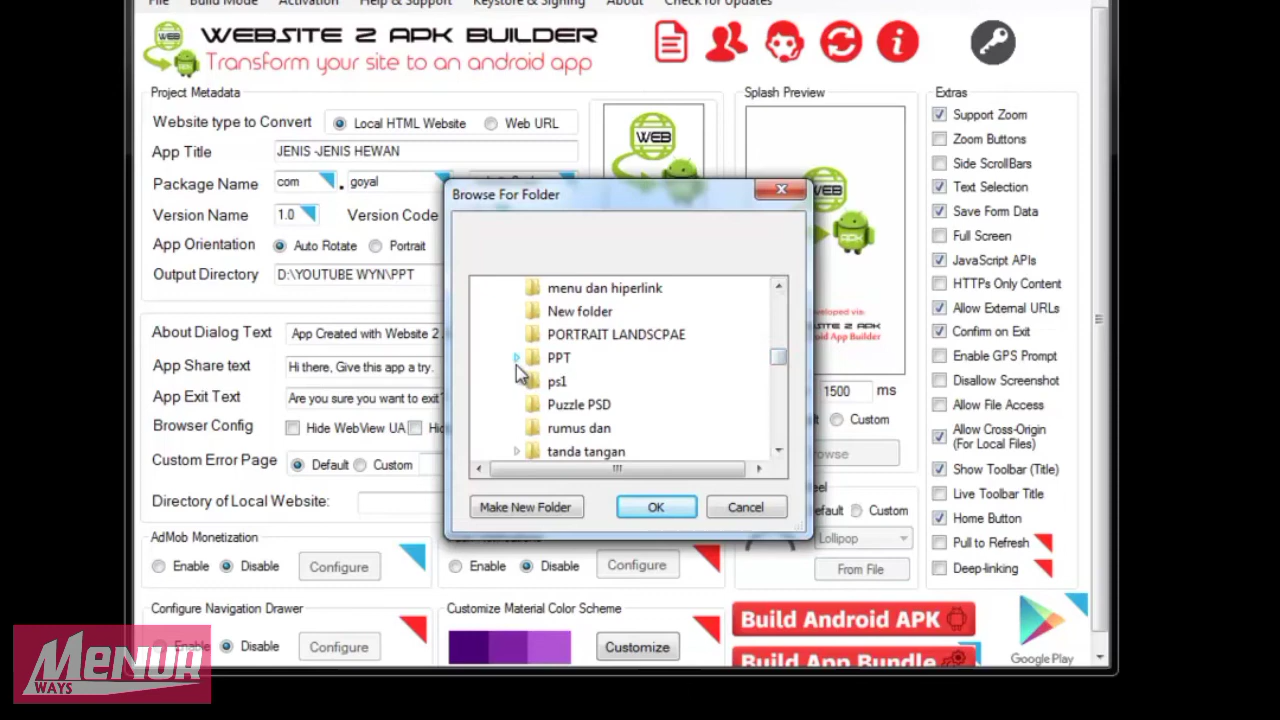 File Build Mode Activation Help & Support Keystore & Signing About Check for Updates
WEB
APK
WEBSITE 2 APK BUILDER
Transform your site to an android app
Project Metadata
Website type to Convert Local HTML Website Web URL
App Title JENIS -JENIS HEWAN
Package Name com . goyal
Version Name 1.0 Version Code
App Orientation Auto Rotate Portrait
Output Directory D:\YOUTUBE WYN\PPT
About Dialog Text App Created with Website 2
App Share text Hi there, Give this app a try.
App Exit Text Are you sure you want to exit
Browser Config Hide WebView UA
Custom Error Page Default Custom
Directory of Local Website:
AdMob Monetization
Enable Disable Configure
Configure Navigation Drawer
Enable Disable Configure
WEB
Browse For Folder
menu dan hiperlink
New folder
PORTRAIT LANDSCPAE
PPT
ps1
Puzzle PSD
rumus dan
tanda tangan
Make New Folder OK Cancel
Enable Disable Configure
Customize Material Color Scheme
Customize
Splash Preview
WEB
APK
1500 ms
Custom
Custom
Lollipop
From File
Extras
Support Zoom
Zoom Buttons
Side ScrollBars
Text Selection
Save Form Data
Full Screen
JavaScript APIs
HTTPs Only Content
Allow External URLs
Confirm on Exit
Enable GPS Prompt
Disallow Screenshot
Allow File Access
Allow Cross-Origin
(For Local Files)
Show Toolbar (Title)
Live Toolbar Title
Home Button
Pull to Refresh
Deep-linking
Build Android APK
Build App Bundle
Google Play
MENUR
WAYS